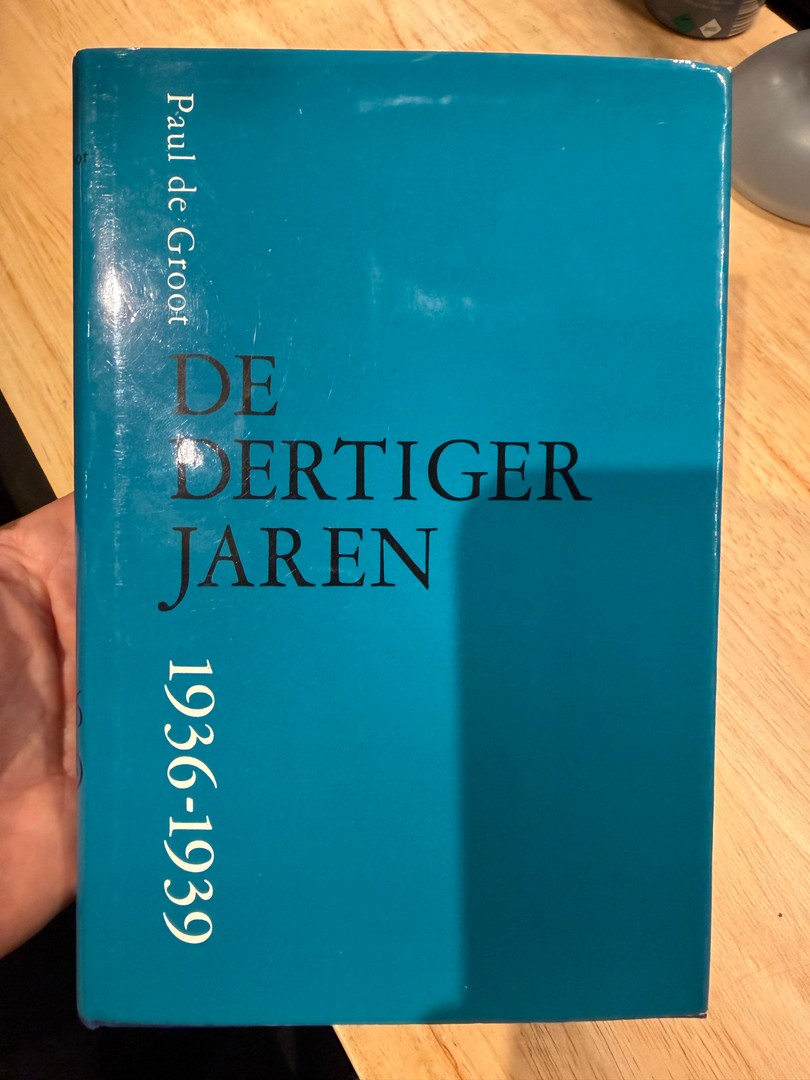 Paul de Groot
DE
DERTIGER
JAREN
1936-1939